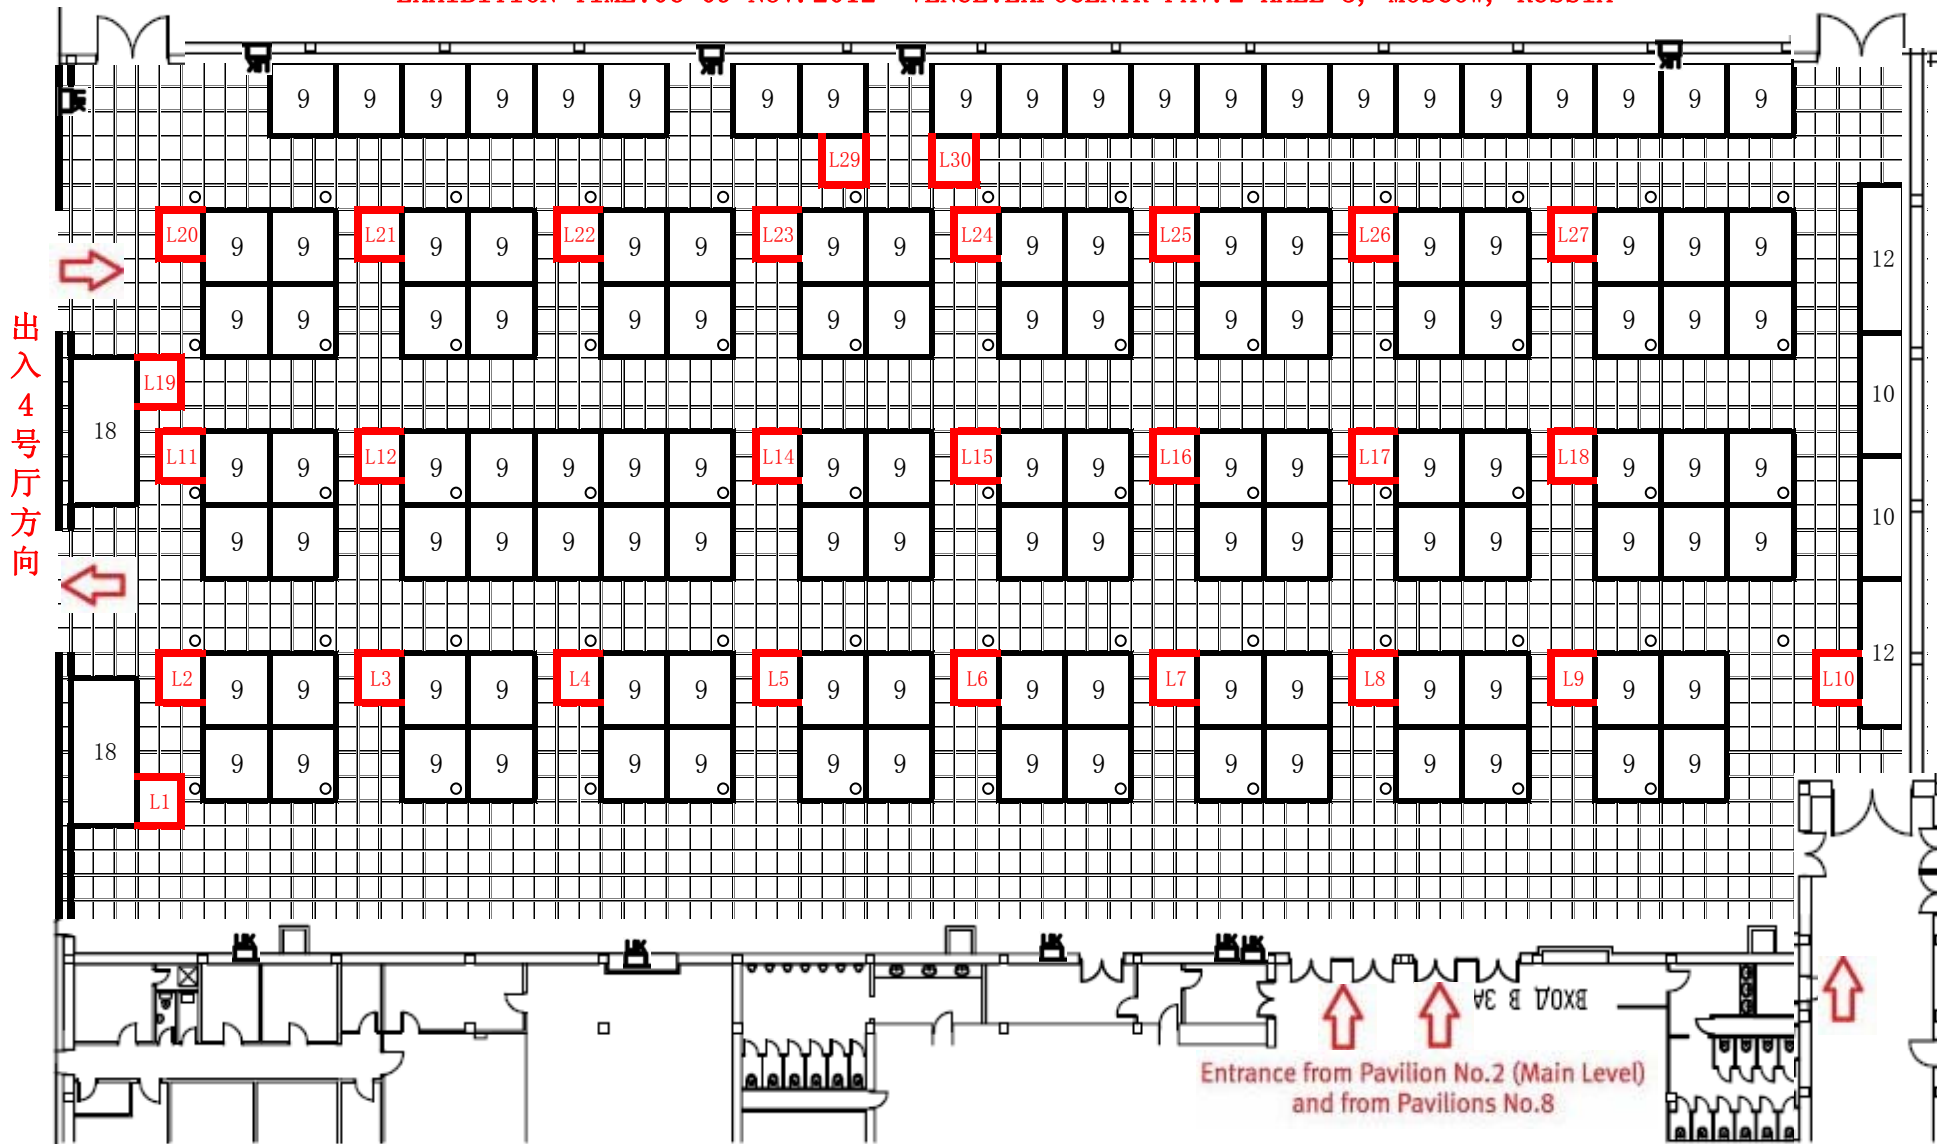 9 9 9 9 9 9 9 9 9 9 9 9 9 9 9 9 9 9 9 9 9
L29 L30
L20 L21 L22 L23 L24 L25 L26 L27
9 9 9 9 9 9 9 9 9 9 9 9 9 9 9 9 9
12
9 9 9 9 9 9 9 9 9 9 9 9 9 9 9 9 9
出入4号厅方向
L19
10
18
L11 L12 L14 L15 L16 L17 L18
9 9 9 9 9 9 9 9 9 9 9 9 9 9 9 9 9 9
10
9 9 9 9 9 9 9 9 9 9 9 9 9 9 9 9 9 9
12
L2 L3 L4 L5 L6 L7 L8 L9 L10
9 9 9 9 9 9 9 9 9 9 9 9 9 9 9 9
18
9 9 9 9 9 9 9 9 9 9 9 9 9 9 9 9
L1
ВХОД В ЗА
Entrance from Pavilion No.2 (Main Level)
and from Pavilions No.8